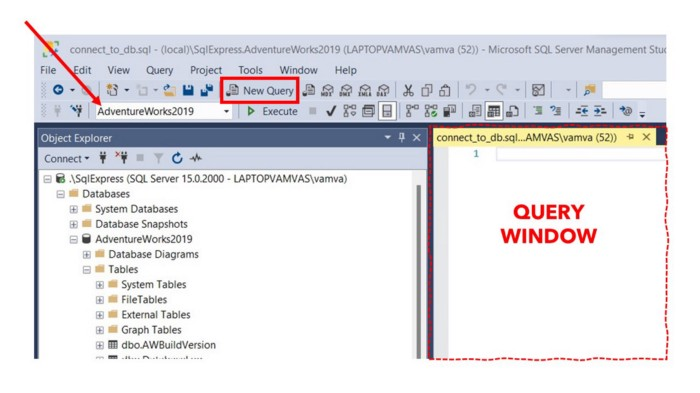 connect_to_db.sql - (local)\SqlExpress.AdventureWorks2019 (LAPTOPVAMVAS\vamva (52)) - Microsoft SQL Server Management Stuc
File Edit View Query Project Tools Window Help
New Query
AdventureWorks2019 Execute
Object Explorer
Connect
.\SqlExpress (SQL Server 15.0.2000 - LAPTOPVAMVAS\vamva)
Databases
System Databases
Database Snapshots
AdventureWorks2019
Database Diagrams
Tables
System Tables
FileTables
External Tables
Graph Tables
dbo.AWBuildVersion
connect_to_db.sql...AMVAS\vamva (52))
1
QUERY
WINDOW